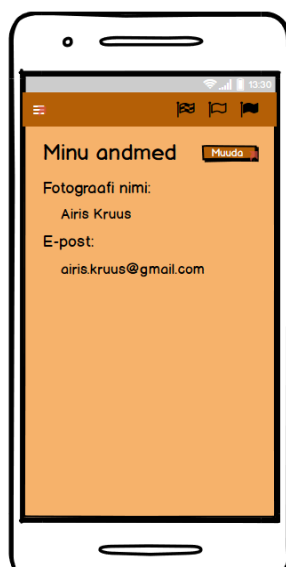 13:30
Minu andmed
Muuda
Fotograafi nimi:
Airis Kruus
E-post:
airis.kruus@gmail.com